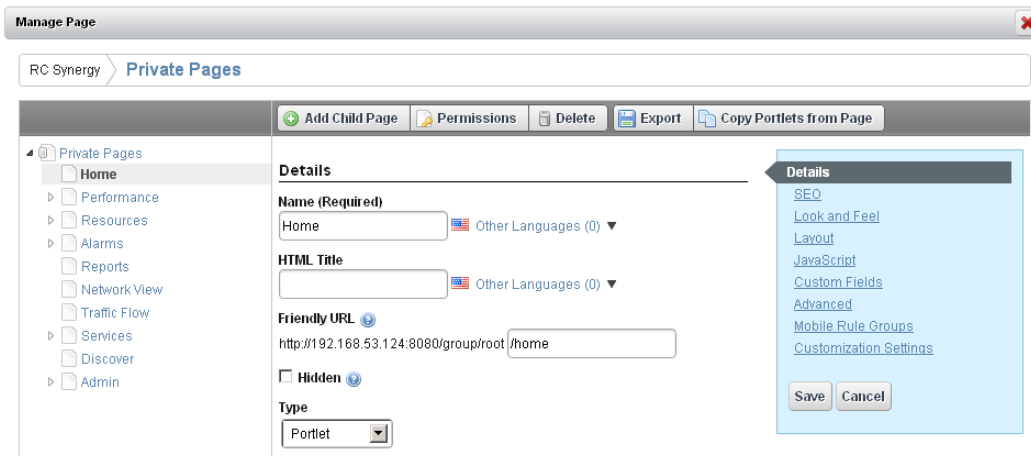 Manage Page
RC Synergy Private Pages
Add Child Page Permissions Delete Export Copy Portlets from Page
Private Pages
Home
Performance
Resources
Alarms
Reports
Network View
Traffic Flow
Services
Discover
Admin
Details
Name (Required)
Home Other Languages (0)
HTML Title
Other Languages (0)
Friendly URL
http://192.168.53.124:8080/group/root /home
Hidden
Type
Portlet
Details
SEO
Look and Feel
Layout
JavaScript
Custom Fields
Advanced
Mobile Rule Groups
Customization Settings
Save Cancel